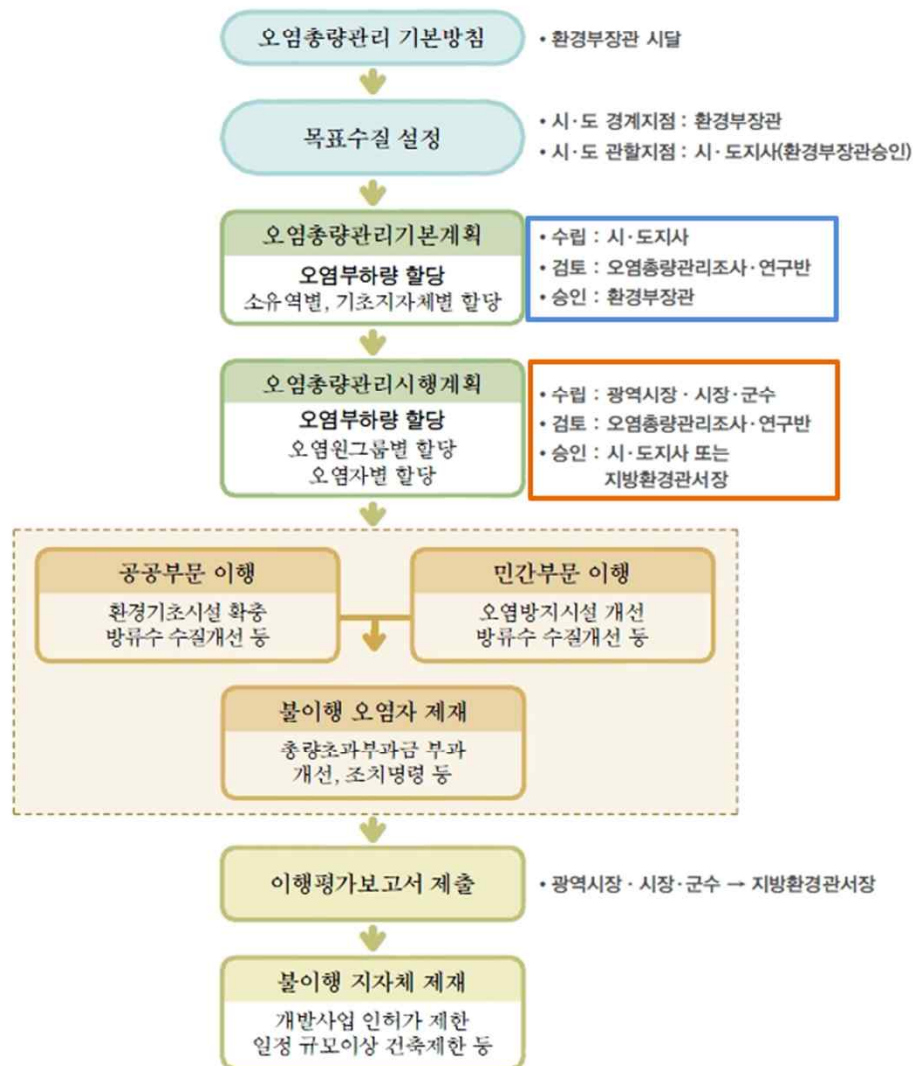 오염총량관리 기본방침
• 환경부장관 시달
목표수질 설정
• 시·도 경계지점 : 환경부장관
• 시·도 관할지점 : 시·도지사(환경부장관승인)
오염총량관리기본계획
오염부하량 할당
소유역별, 기초지자체별 할당
• 수립 : 시·도지사
• 검토 : 오염총량관리조사·연구반
• 승인 : 환경부장관
오염총량관리시행계획
오염부하량 할당
오염원그룹별 할당
오염자별 할당
• 수립 : 광역시장·시장·군수
• 검토 : 오염총량관리조사·연구반
• 승인 : 시·도지사 또는
지방환경관서장
공공부문 이행
환경기초시설 확충
방류수 수질개선 등
민간부문 이행
오염방지시설 개선
방류수 수질개선 등
불이행 오염자 제재
총량초과부과금 부과
개선, 조치명령 등
이행평가보고서 제출
• 광역시장·시장·군수 → 지방환경관서장
불이행 지자체 제재
개발사업 인허가 제한
일정 규모이상 건축제한 등